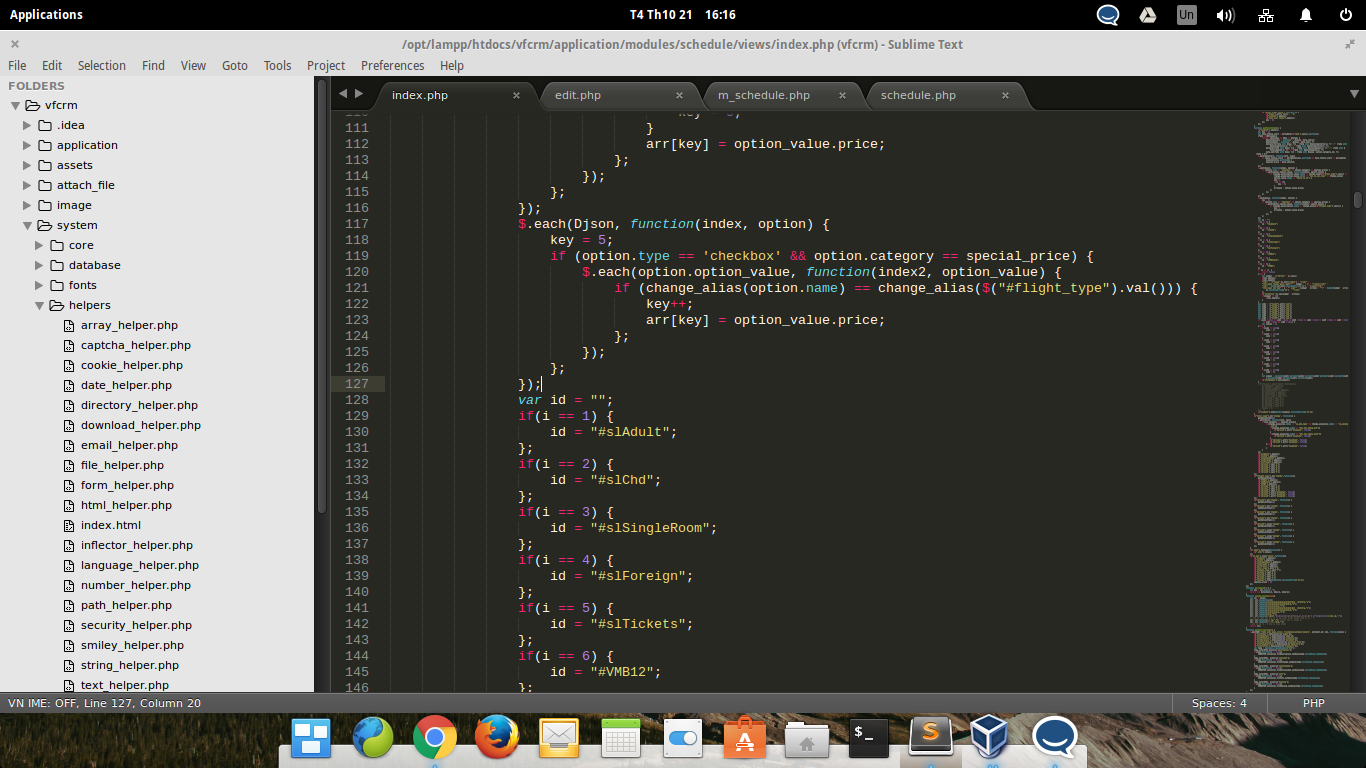 Applications
T4 Th10 21 16:16
Un
/opt/lampp/htdocs/vfcrm/application/modules/schedule/views/index.php (vfcrm) - Sublime Text
File Edit Selection Find View Goto Tools Project Preferences Help
FOLDERS
vfcrm
.idea
application
assets
attach_file
image
system
core
database
fonts
helpers
array_helper.php
captcha_helper.php
cookie_helper.php
date_helper.php
directory_helper.php
download_helper.php
email_helper.php
file_helper.php
form_helper.php
html_helper.php
index.html
inflector_helper.php
language_helper.php
number_helper.php
path_helper.php
security_helper.php
smiley_helper.php
string_helper.php
text_helper.php
index.php edit.php m_schedule.php schedule.php
111 }
112 arr[key] = option_value.price;
113 };
114 });
115 };
116 });
117 $.each(Djson, function(index, option) {
118 key = 5;
119 if (option.type == 'checkbox' && option.category == special_price) {
120 $.each(option.option_value, function(index2, option_value) {
121 if (change_alias(option.name) == change_alias($("#flight_type").val())) {
122 key++;
123 arr[key] = option_value.price;
124 };
125 });
126 };
127 });
128 var id = "";
129 if(i == 1) {
130 id = "#slAdult";
131 };
132 if(i == 2) {
133 id = "#slChd";
134 };
135 if(i == 3) {
136 id = "#slSingleRoom";
137 };
138 if(i == 4) {
139 id = "#slForeign";
140 };
141 if(i == 5) {
142 id = "#slTickets";
143 };
144 if(i == 6) {
145 id = "#VMB12";
146 };
VN IME: OFF, Line 127, Column 20
Spaces: 4
PHP